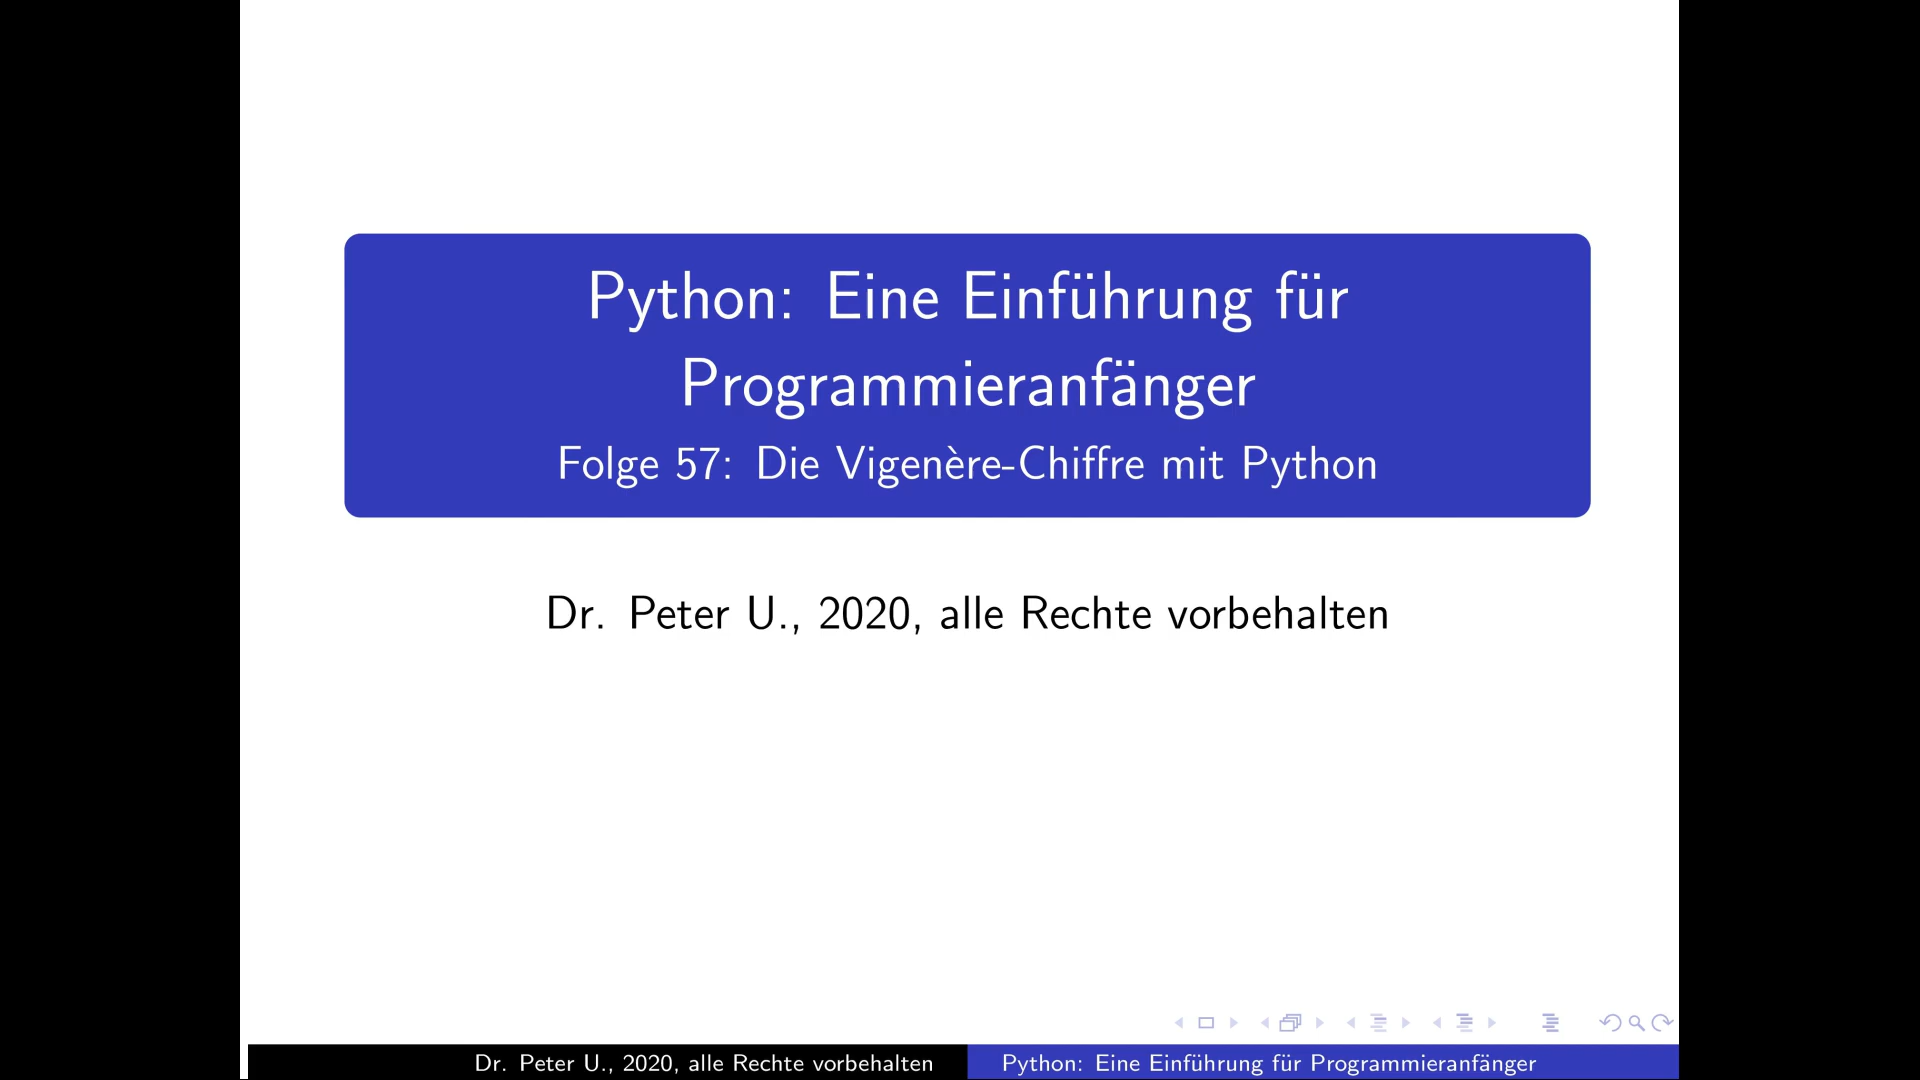 Python: Eine Einführung für
Programmieranfänger
Folge 57: Die Vigenère-Chiffre mit Python
Dr. Peter U., 2020, alle Rechte vorbehalten
Dr. Peter U., 2020, alle Rechte vorbehalten
Python: Eine Einführung für Programmieranfänger